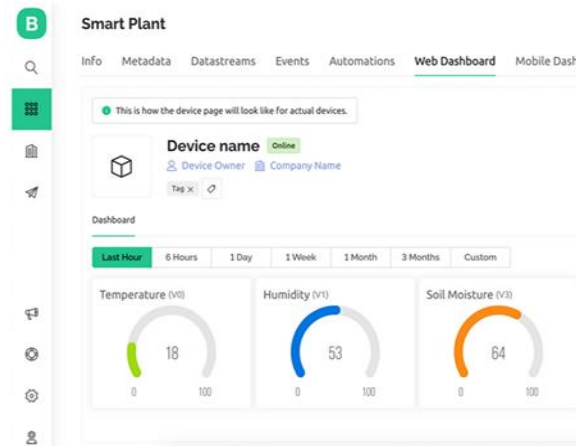 B
Smart Plant
Info Metadata Datastreams Events Automations Web Dashboard Mobile Dash
This is how the device page will look like for actual devices.
Device name Online
Device Owner Company Name
Tag ×
Dashboard
Last Hour 6 Hours 1 Day 1 Week 1 Month 3 Months Custom
Temperature (V0) Humidity (V1) Soil Moisture (V3)
18 53 64
0 100 0 100 0 100